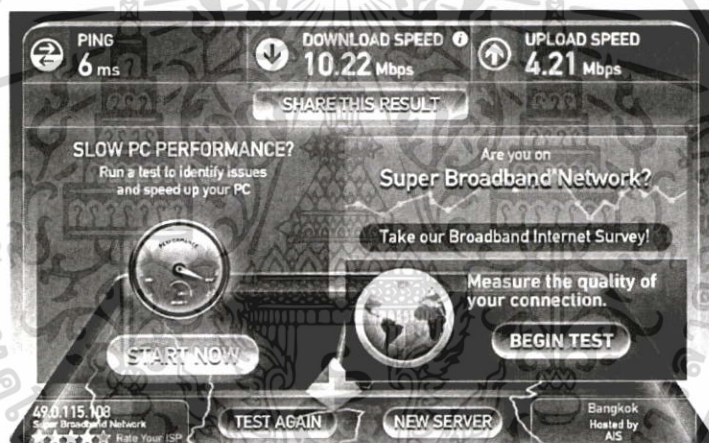 PING
6 ms
DOWNLOAD SPEED
10.22 Mbps
UPLOAD SPEED
4.21 Mbps
SHARE THIS RESULT
SLOW PC PERFORMANCE?
Run a test to identify issues
and speed up your PC
PERFORMANCE
START NOW
Are you on
Super Broadband Network?
Take our Broadband Internet Survey!
Measure the quality of
your connection.
BEGIN TEST
49.0.115.103
Super Broadband Network
Rate Your ISP
TEST AGAIN
NEW SERVER
Bangkok
Hosted by
AIS